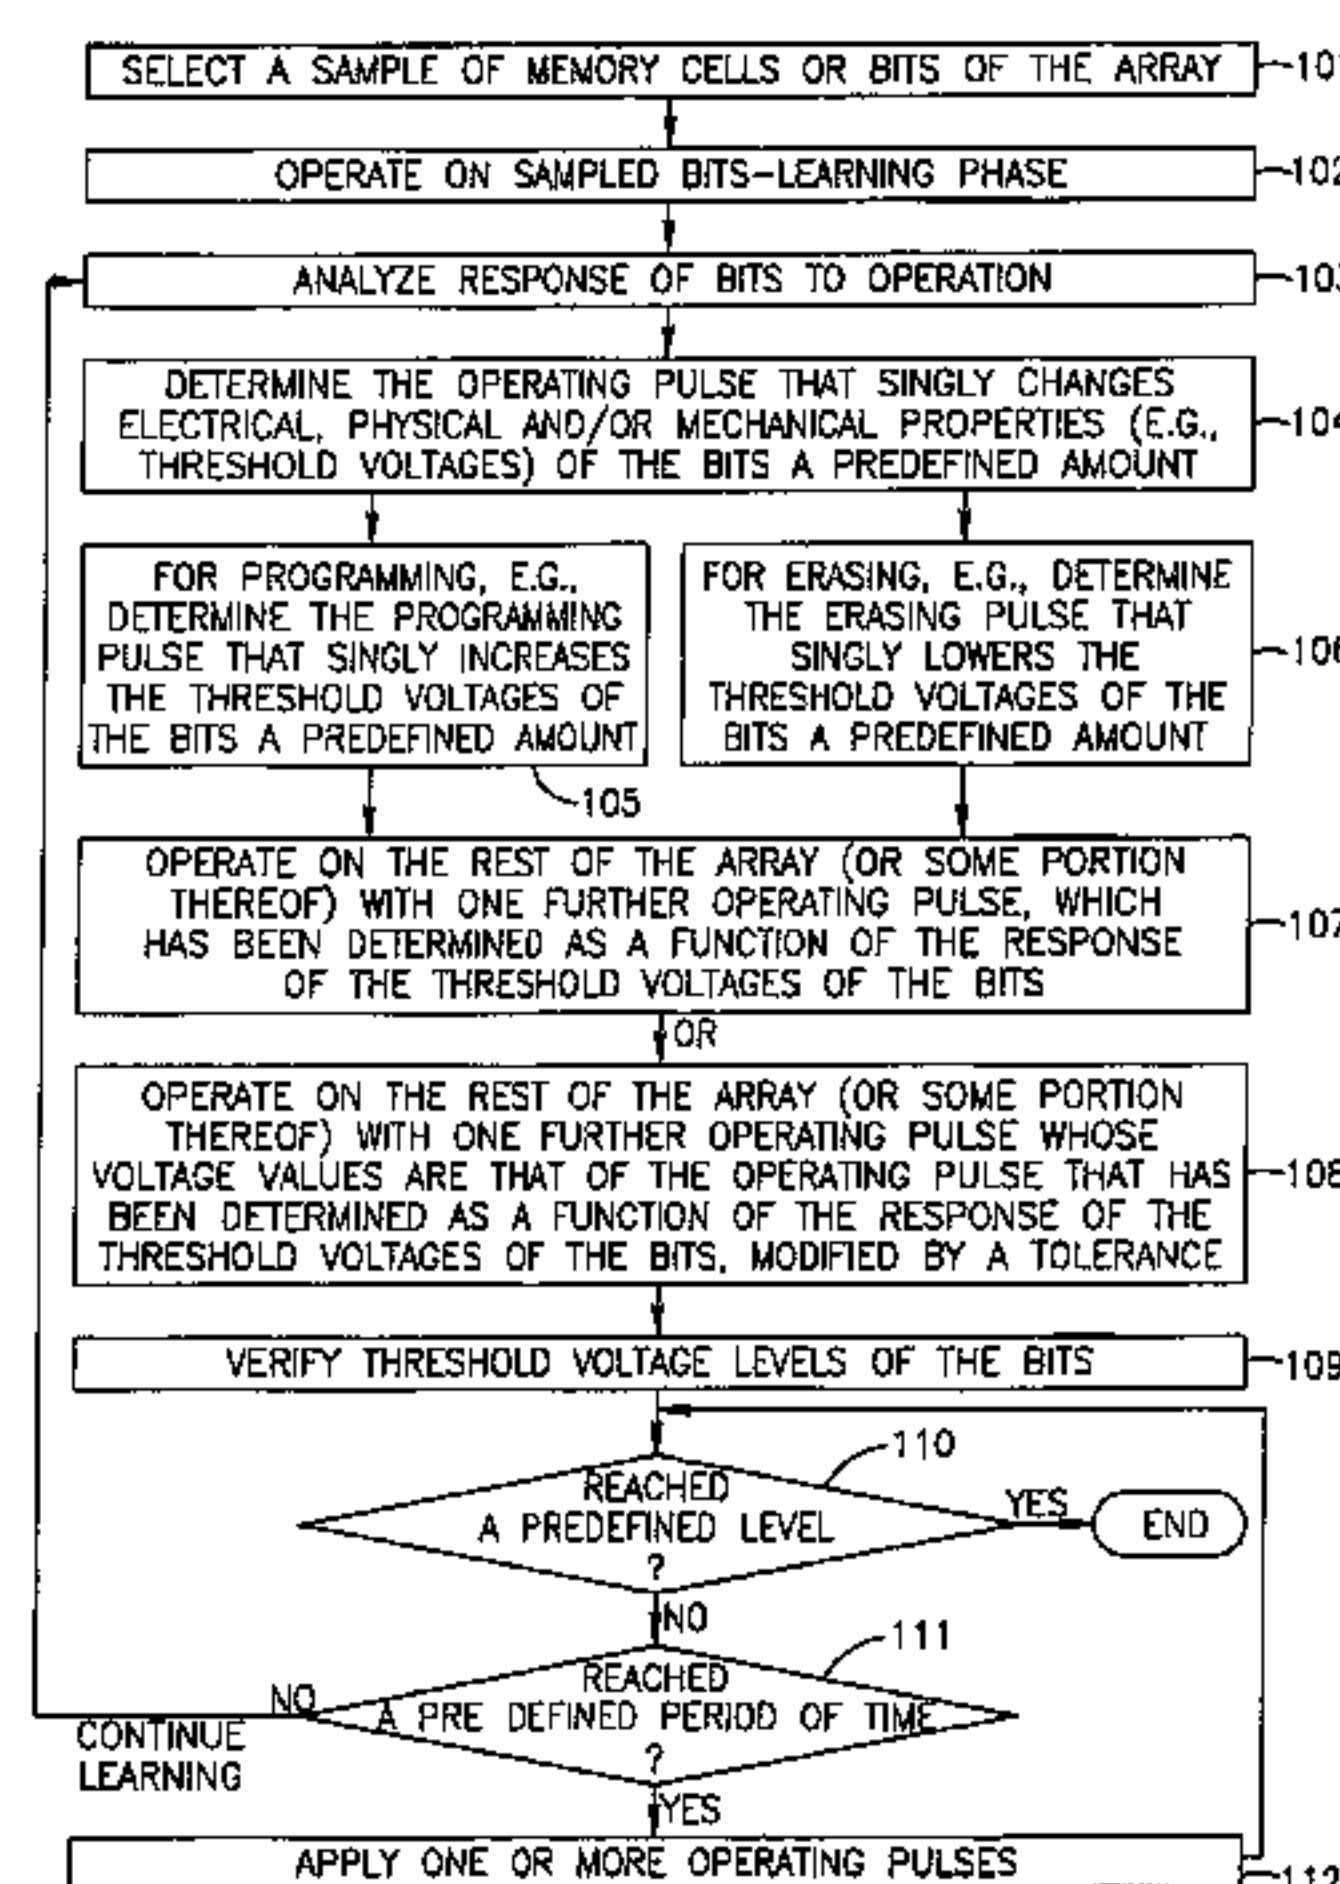 SELECT A SAMPLE OF MEMORY CELLS OR BITS OF THE ARRAY
OPERATE ON SAMPLED BITS-LEARNING PHASE
102
ANALYZE RESPONSE OF BITS TO OPERATION
103
DETERMINE THE OPERATING PULSE THAT SINGLY CHANGES
ELECTRICAL, PHYSICAL AND/OR MECHANICAL PROPERTIES (E.G.,
THRESHOLD VOLTAGES) OF THE BITS A PREDEFINED AMOUNT
104
FOR PROGRAMMING, E.G.,
DETERMINE THE PROGRAMMING
PULSE THAT SINGLY INCREASES
THE THRESHOLD VOLTAGES OF
THE BITS A PREDEFINED AMOUNT
105
FOR ERASING, E.G., DETERMINE
THE ERASING PULSE THAT
SINGLY LOWERS THE
THRESHOLD VOLTAGES OF THE
BITS A PREDEFINED AMOUNT
106
OPERATE ON THE REST OF THE ARRAY (OR SOME PORTION
THEREOF) WITH ONE FURTHER OPERATING PULSE, WHICH
HAS BEEN DETERMINED AS A FUNCTION OF THE RESPONSE
OF THE THRESHOLD VOLTAGES OF THE BITS
107
OR
OPERATE ON THE REST OF THE ARRAY (OR SOME PORTION
THEREOF) WITH ONE FURTHER OPERATING PULSE WHOSE
VOLTAGE VALUES ARE THAT OF THE OPERATING PULSE THAT HAS
BEEN DETERMINED AS A FUNCTION OF THE RESPONSE OF THE
THRESHOLD VOLTAGES OF THE BITS, MODIFIED BY A TOLERANCE
108
VERIFY THRESHOLD VOLTAGE LEVELS OF THE BITS
109
110
REACHED
A PREDEFINED LEVEL
?
YES
END
NO
111
REACHED
A PRE DEFINED PERIOD OF TIME
?
NO
CONTINUE
LEARNING
YES
APPLY ONE OR MORE OPERATING PULSES
112